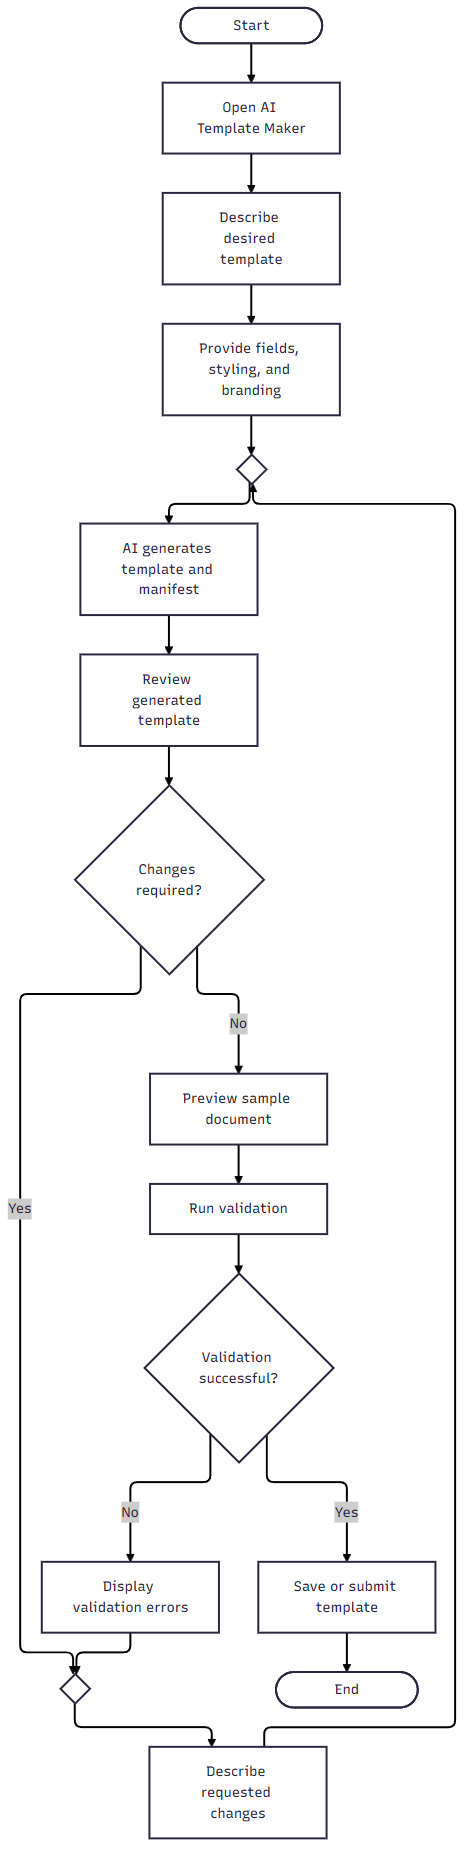 Start
Open AI
Template Maker
Describe
desired
template
Provide fields,
styling, and
branding
AI generates
template and
manifest
Review
generated
template
Changes
required?
No
Preview sample
document
Yes
Run validation
Validation
successful?
No
Yes
Display
validation errors
Save or submit
template
End
Describe
requested
changes